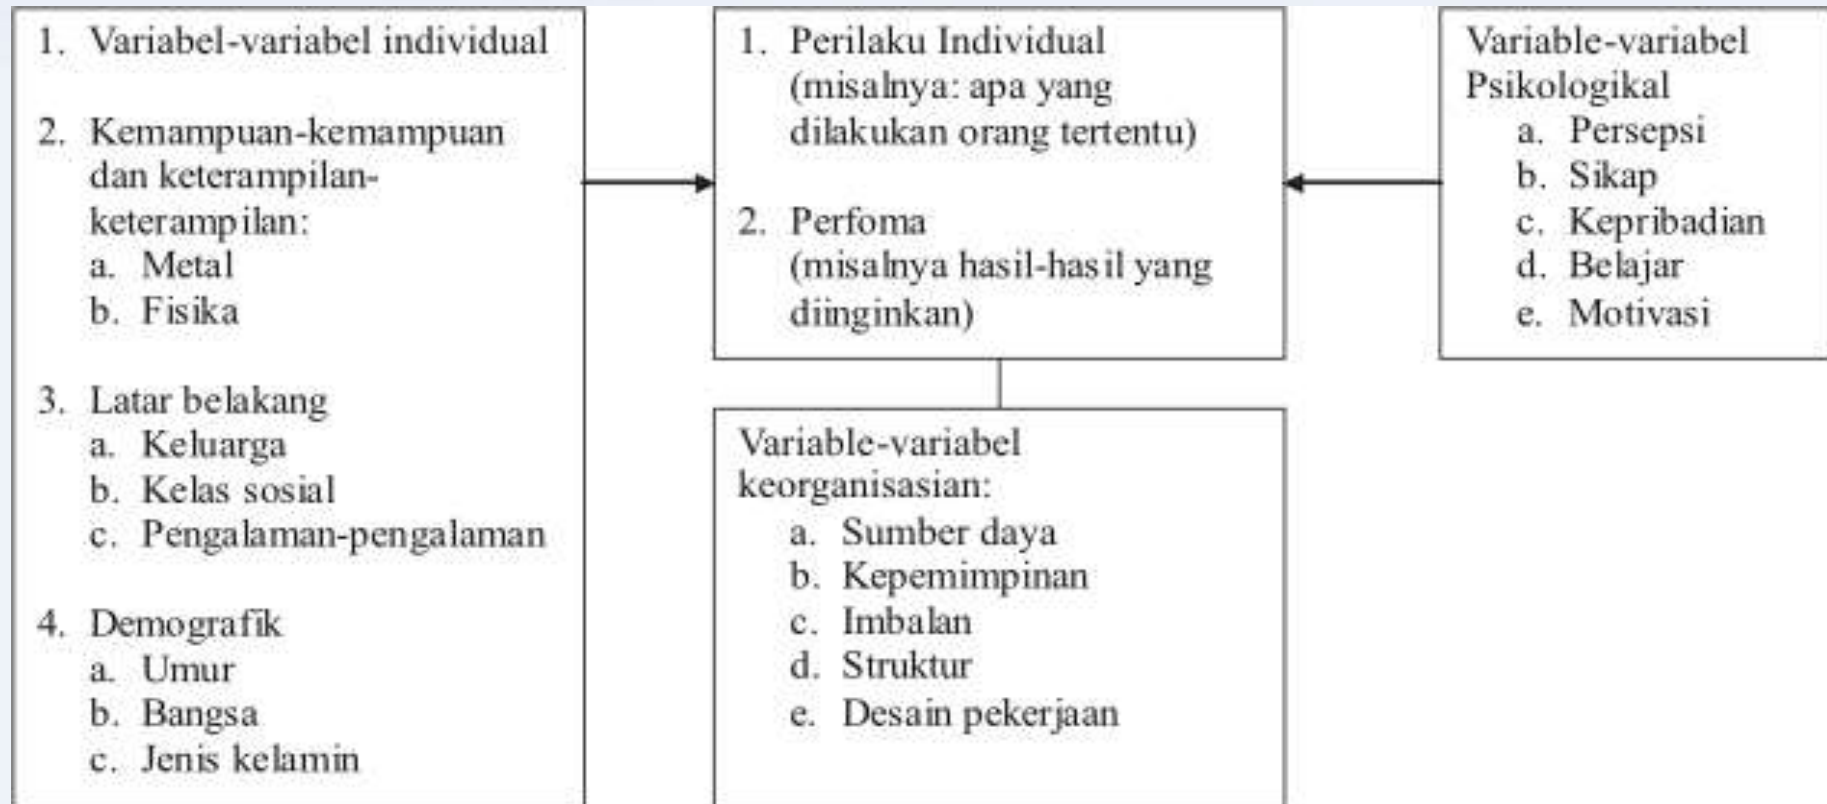 1. Variabel-variabel individual
2. Kemampuan-kemampuan
dan keterampilan-
keterampilan:
a. Metal
b. Fisika
3. Latar belakang
a. Keluarga
b. Kelas sosial
c. Pengalaman-pengalaman
4. Demografik
a. Umur
b. Bangsa
c. Jenis kelamin
1. Perilaku Individual
(misalnya: apa yang
dilakukan orang tertentu)
2. Perfoma
(misalnya hasil-hasil yang
diinginkan)
Variable-variabel
keorganisasian:
a. Sumber daya
b. Kepemimpinan
c. Imbalan
d. Struktur
e. Desain pekerjaan
Variable-variabel
Psikologikal
a. Persepsi
b. Sikap
c. Kepribadian
d. Belajar
e. Motivasi